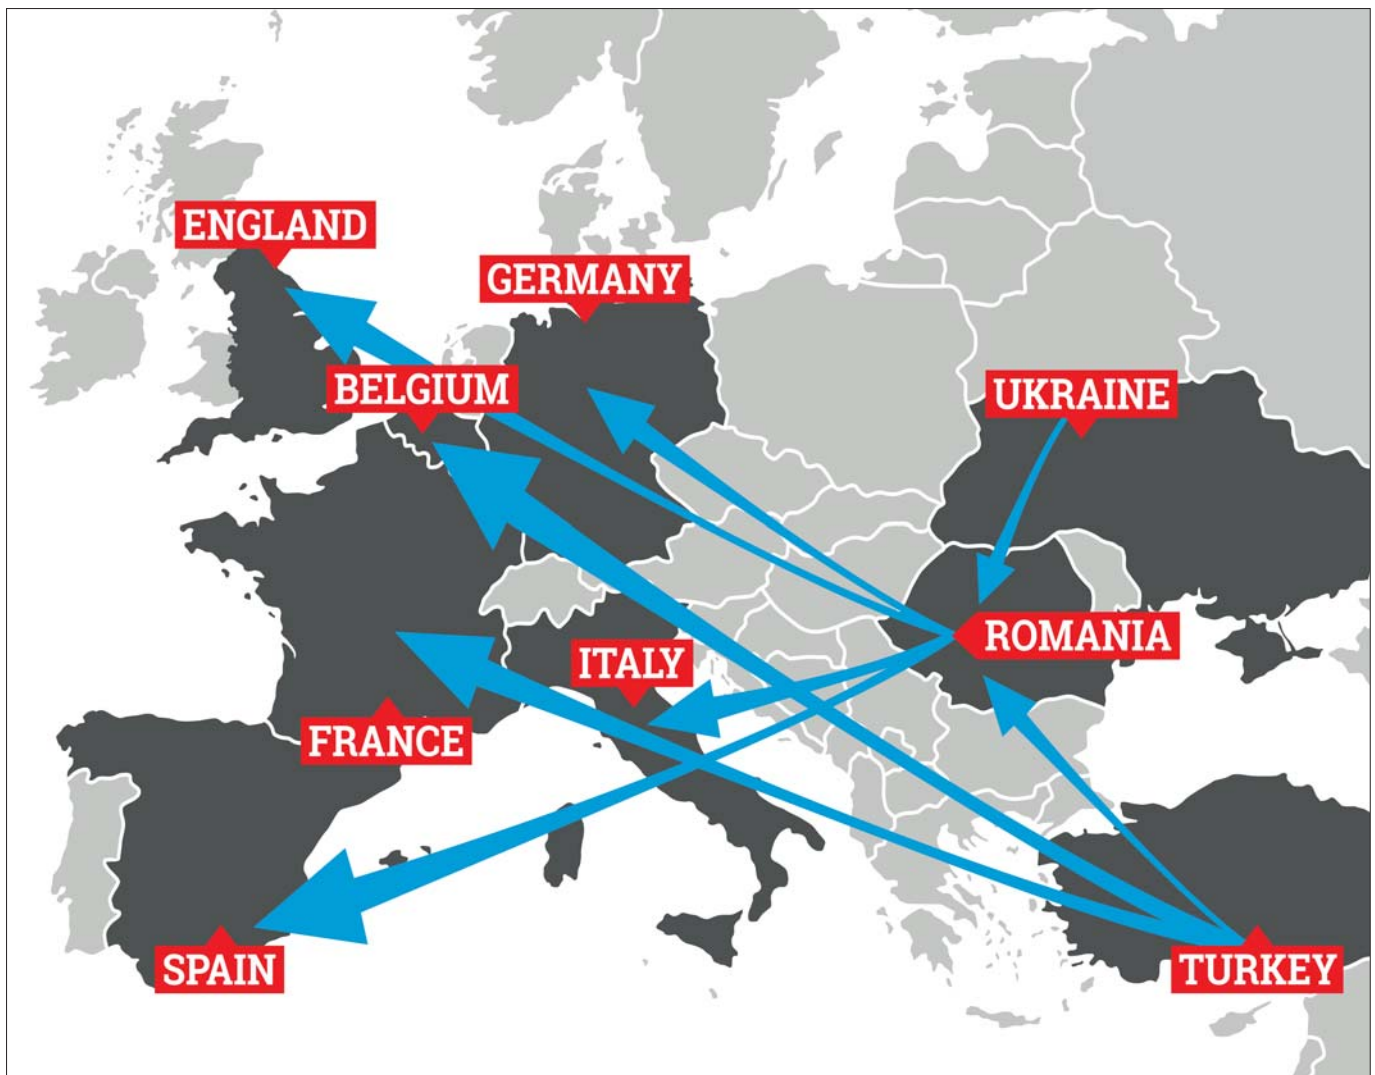 ENGLAND
GERMANY
BELGIUM
UKRAINE
ROMANIA
ITALY
FRANCE
SPAIN
TURKEY